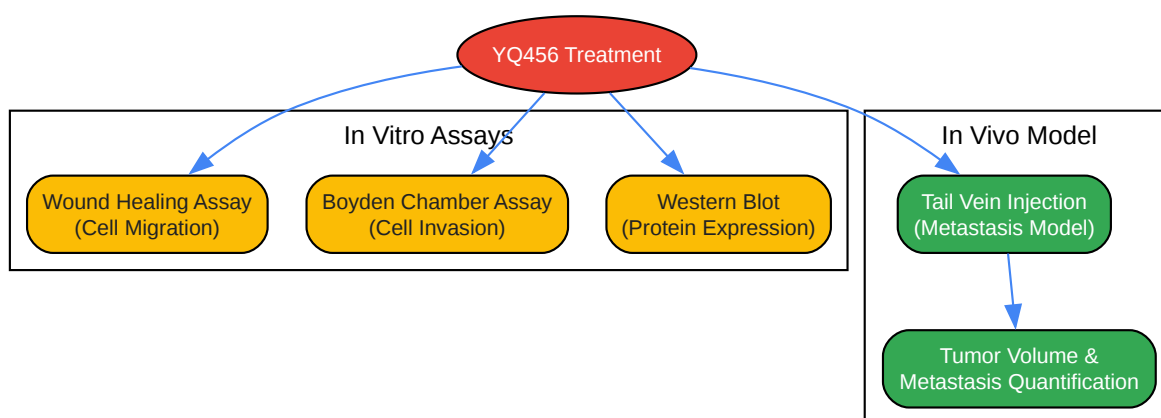 YQ456 Treatment
In Vitro Assays
In Vivo Model
Wound Healing Assay
(Cell Migration)
Boyden Chamber Assay
(Cell Invasion)
Western Blot
(Protein Expression)
Tail Vein Injection
(Metastasis Model)
Tumor Volume &
Metastasis Quantification